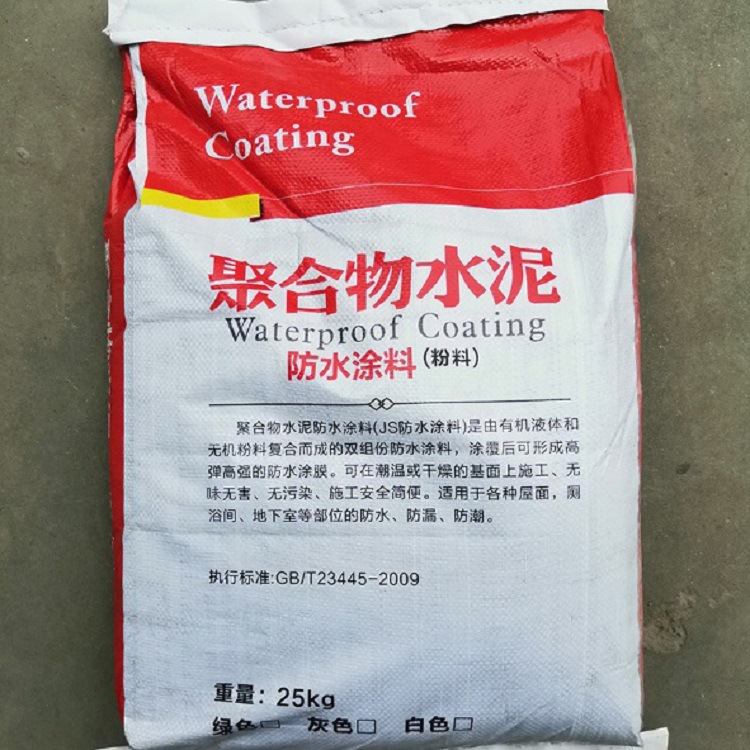 Waterproof
Coating
聚合物水泥
Waterproof Coating
防水涂料(粉料)
聚合物水泥防水涂料(JS防水涂料)是由有机液体和
无机粉料复合而成的双组份防水涂料，涂覆后可形成高
弹高强的防水涂膜。可在潮温或干燥的基面上施工、无
味无害、无污染、施工安全简便。适用于各种屋面，厕
浴间、地下室等部位的防水、防漏、防潮。
执行标准:GB/T23445-2009
重量：25kg
绿色□ 灰色□ 白色□